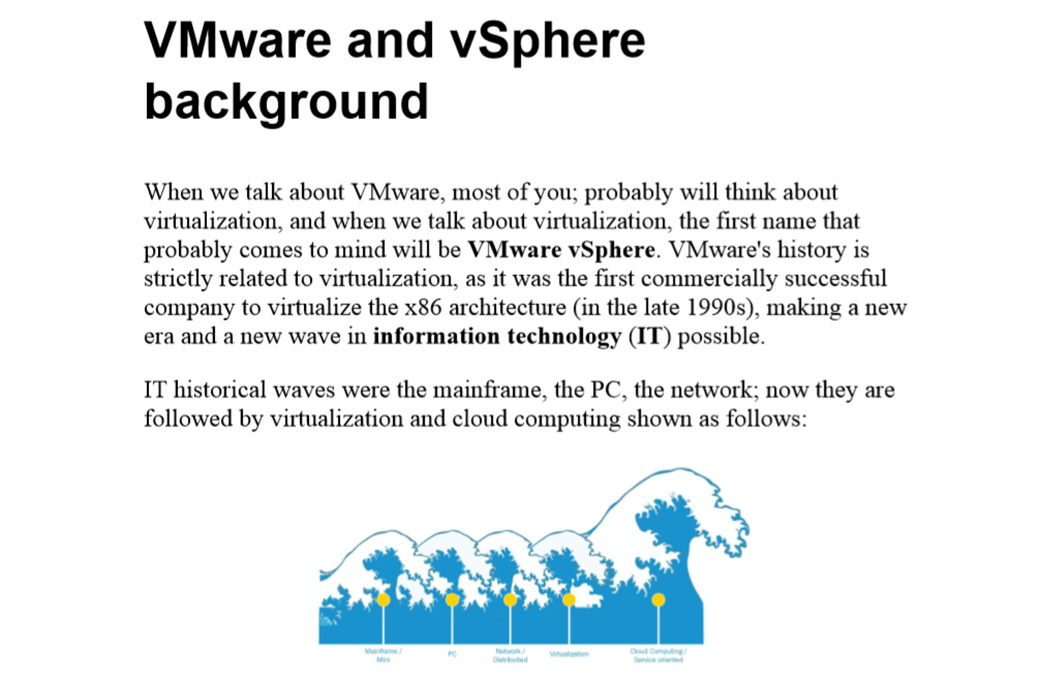 VMware and vSphere
background
When we talk about VMware, most of you; probably will think about
virtualization, and when we talk about virtualization, the first name that
probably comes to mind will be VMware vSphere. VMware's history is
strictly related to virtualization, as it was the first commercially successful
company to virtualize the x86 architecture (in the late 1990s), making a new
era and a new wave in information technology (IT) possible.
IT historical waves were the mainframe, the PC, the network; now they are
followed by virtualization and cloud computing shown as follows:
Mainframe /
Mini
PC
Network /
Distributed
Virtualization
Cloud Computing /
Service oriented